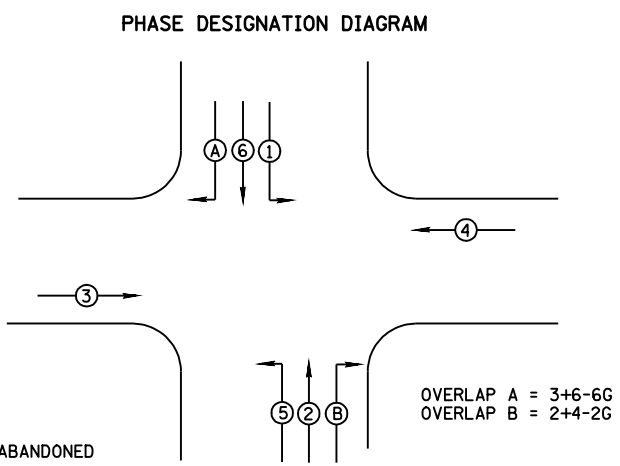 PHASE DESIGNATION DIAGRAM
A 6 1
4
3
5 2 B
OVERLAP A = 3+6-6G
OVERLAP B = 2+4-2G
ABANDONED